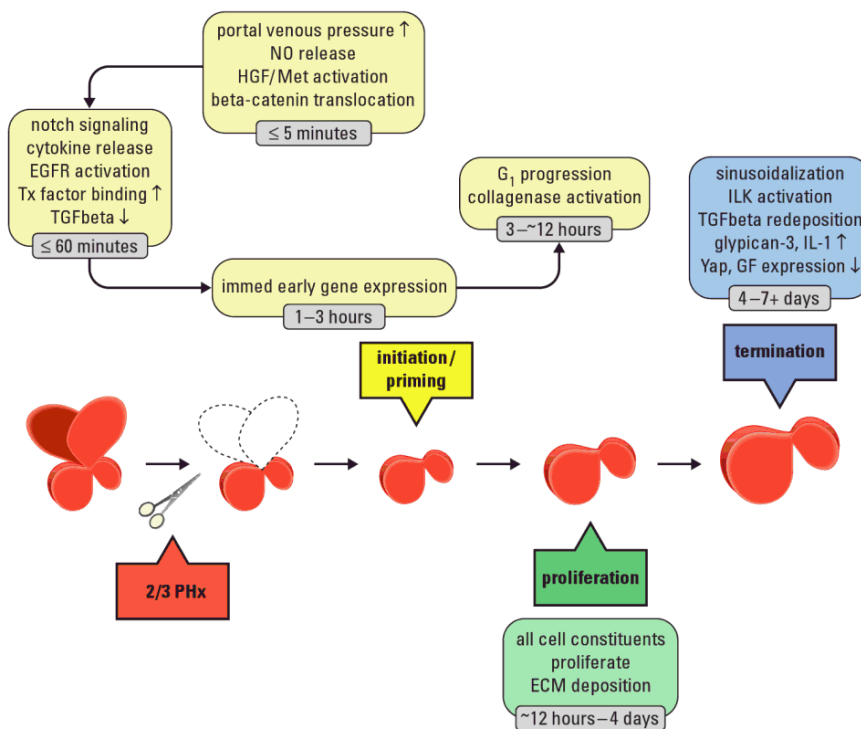 portal venous pressure ↑
NO release
HGF/Met activation
beta-catenin translocation
≤ 5 minutes
notch signaling
cytokine release
EGFR activation
Tx factor binding ↑
TGFbeta ↓
≤ 60 minutes
immed early gene expression
1–3 hours
G₁ progression
collagenase activation
3–~12 hours
sinusoidalization
ILK activation
TGFbeta redeposition
glypican-3, IL-1 ↑
Yap, GF expression ↓
4–7+ days
initiation/
priming
termination
2/3 PHx
proliferation
all cell constituents
proliferate
ECM deposition
~12 hours–4 days